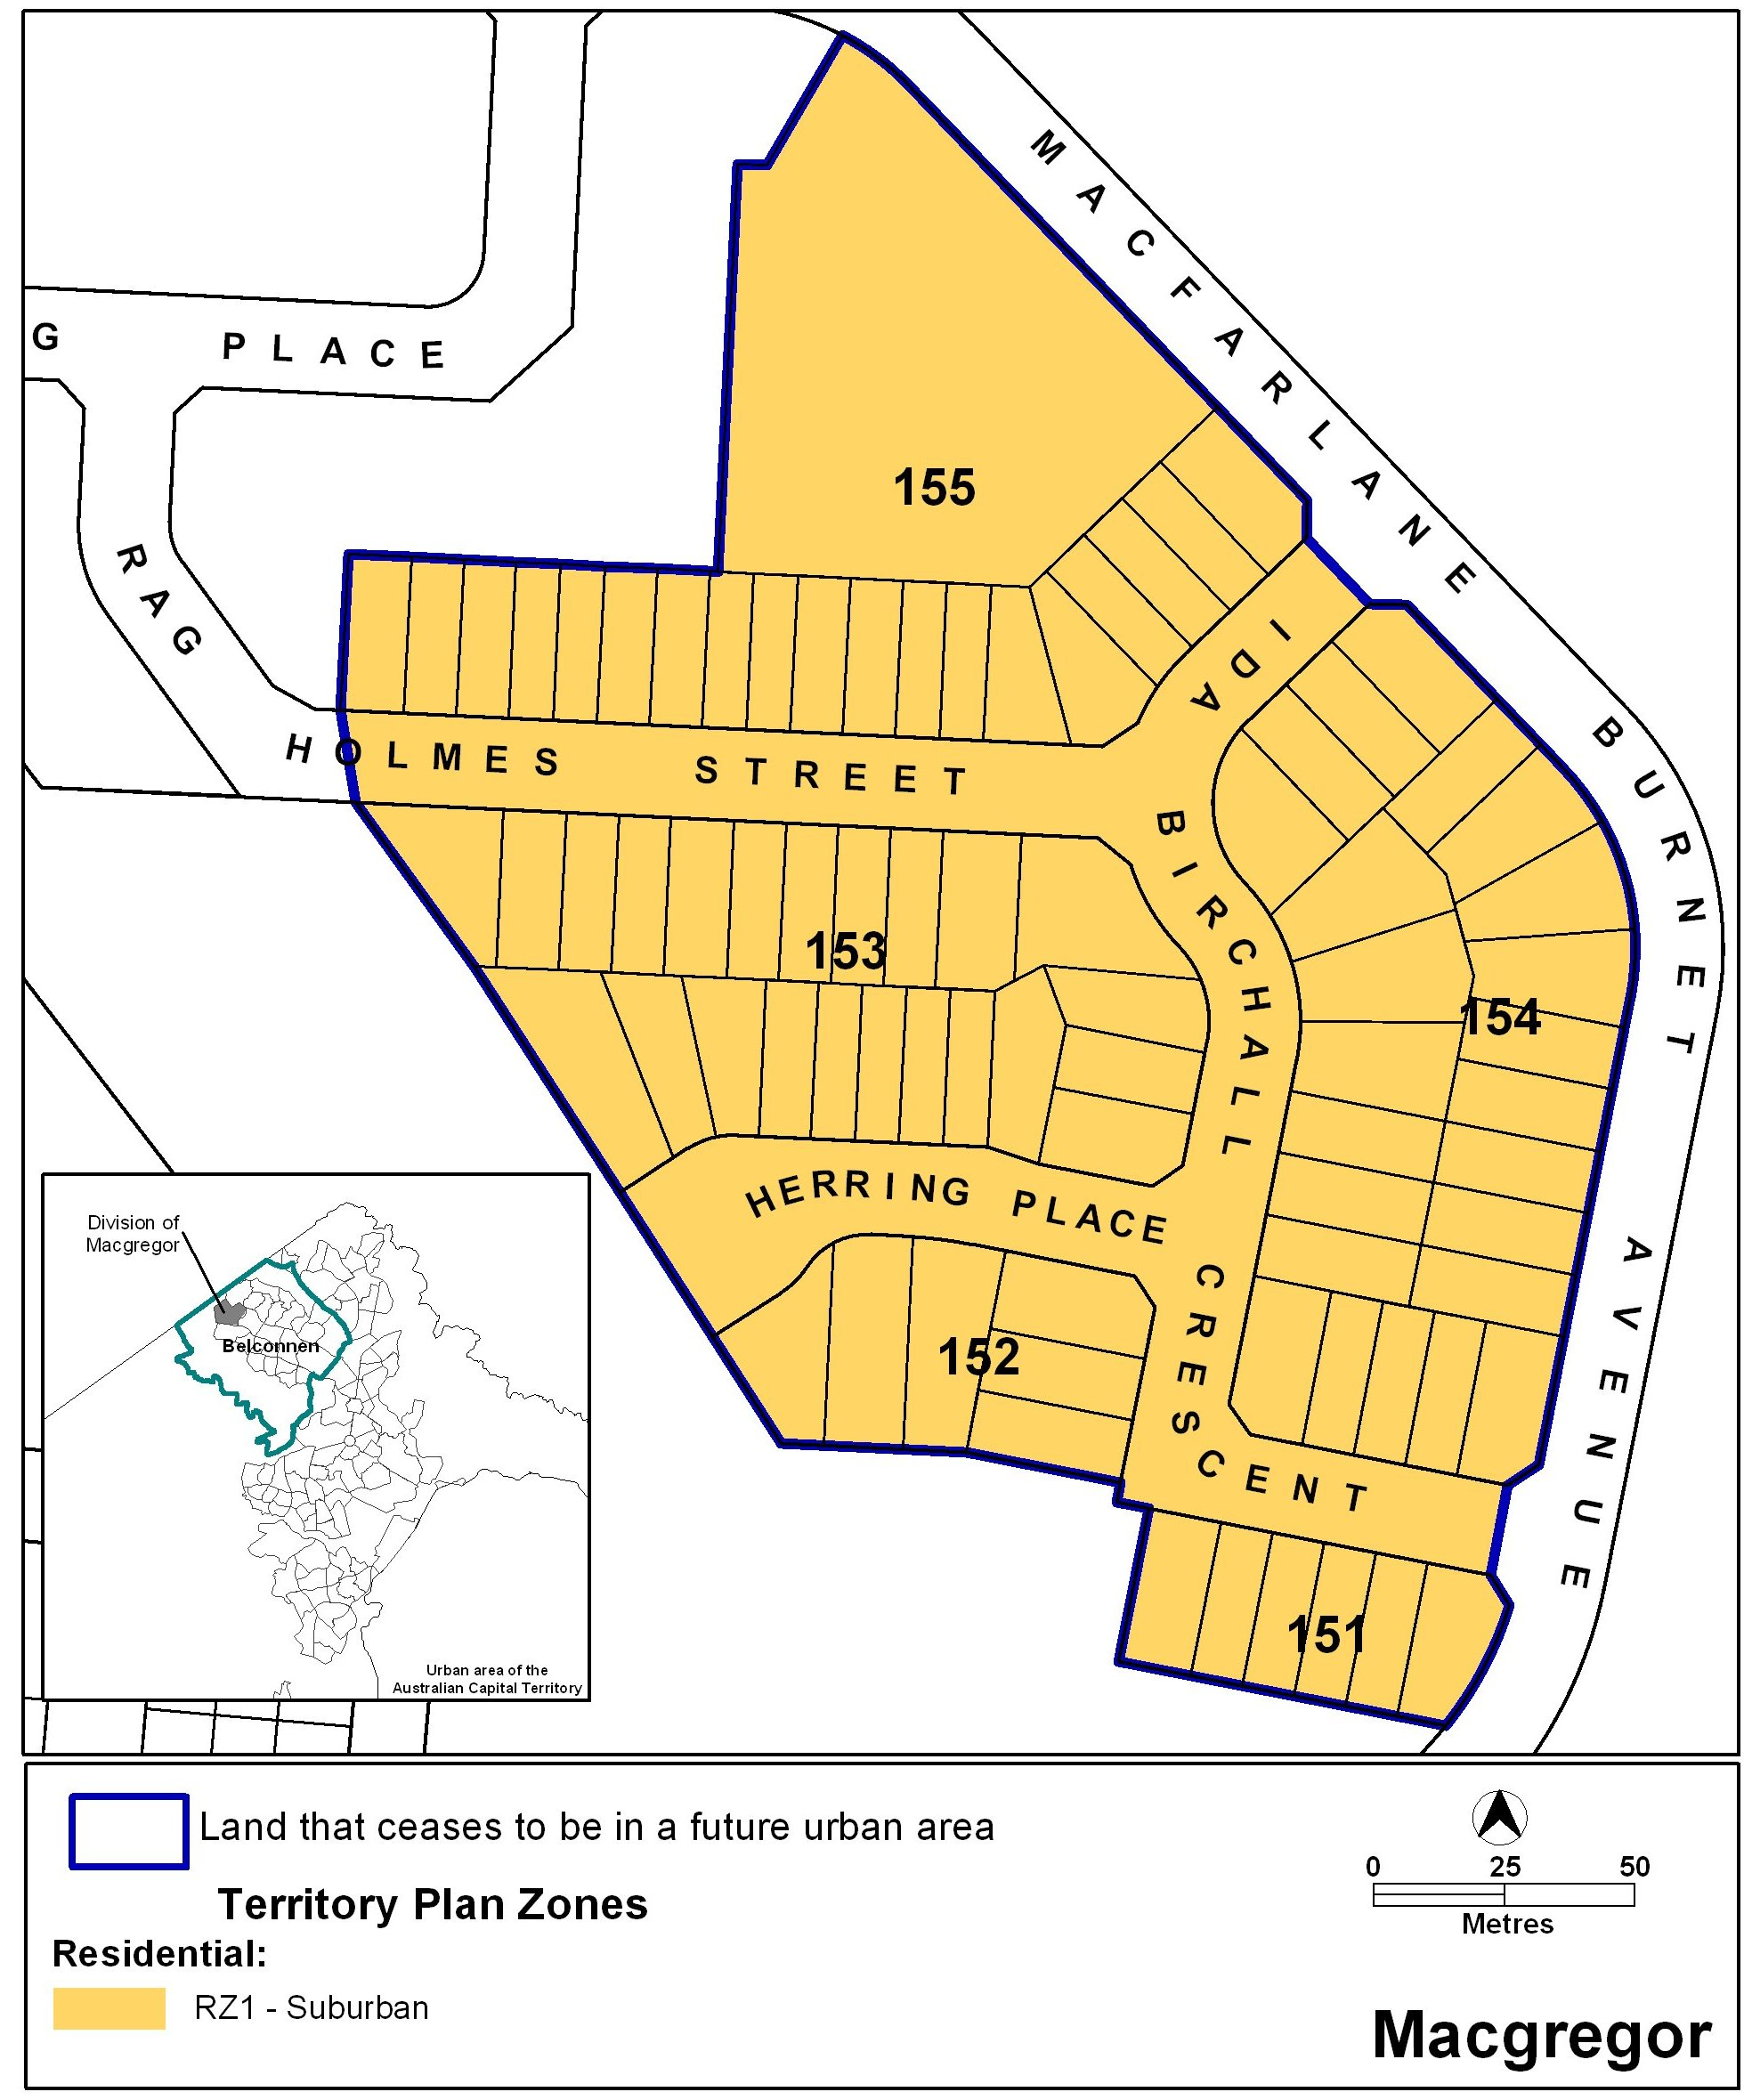 MACFARLANE BURNET AVENUE
G PLACE
RAG
155
IDA BIRCHALL CRESCENT
HOLMES STREET
153
154
HERRING PLACE
152
151
Division of
Macgregor
Belconnen
Urban area of the
Australian Capital Territory
Land that ceases to be in a future urban area
Territory Plan Zones
Residential:
RZ1 - Suburban
0 25 50
Metres
Macgregor